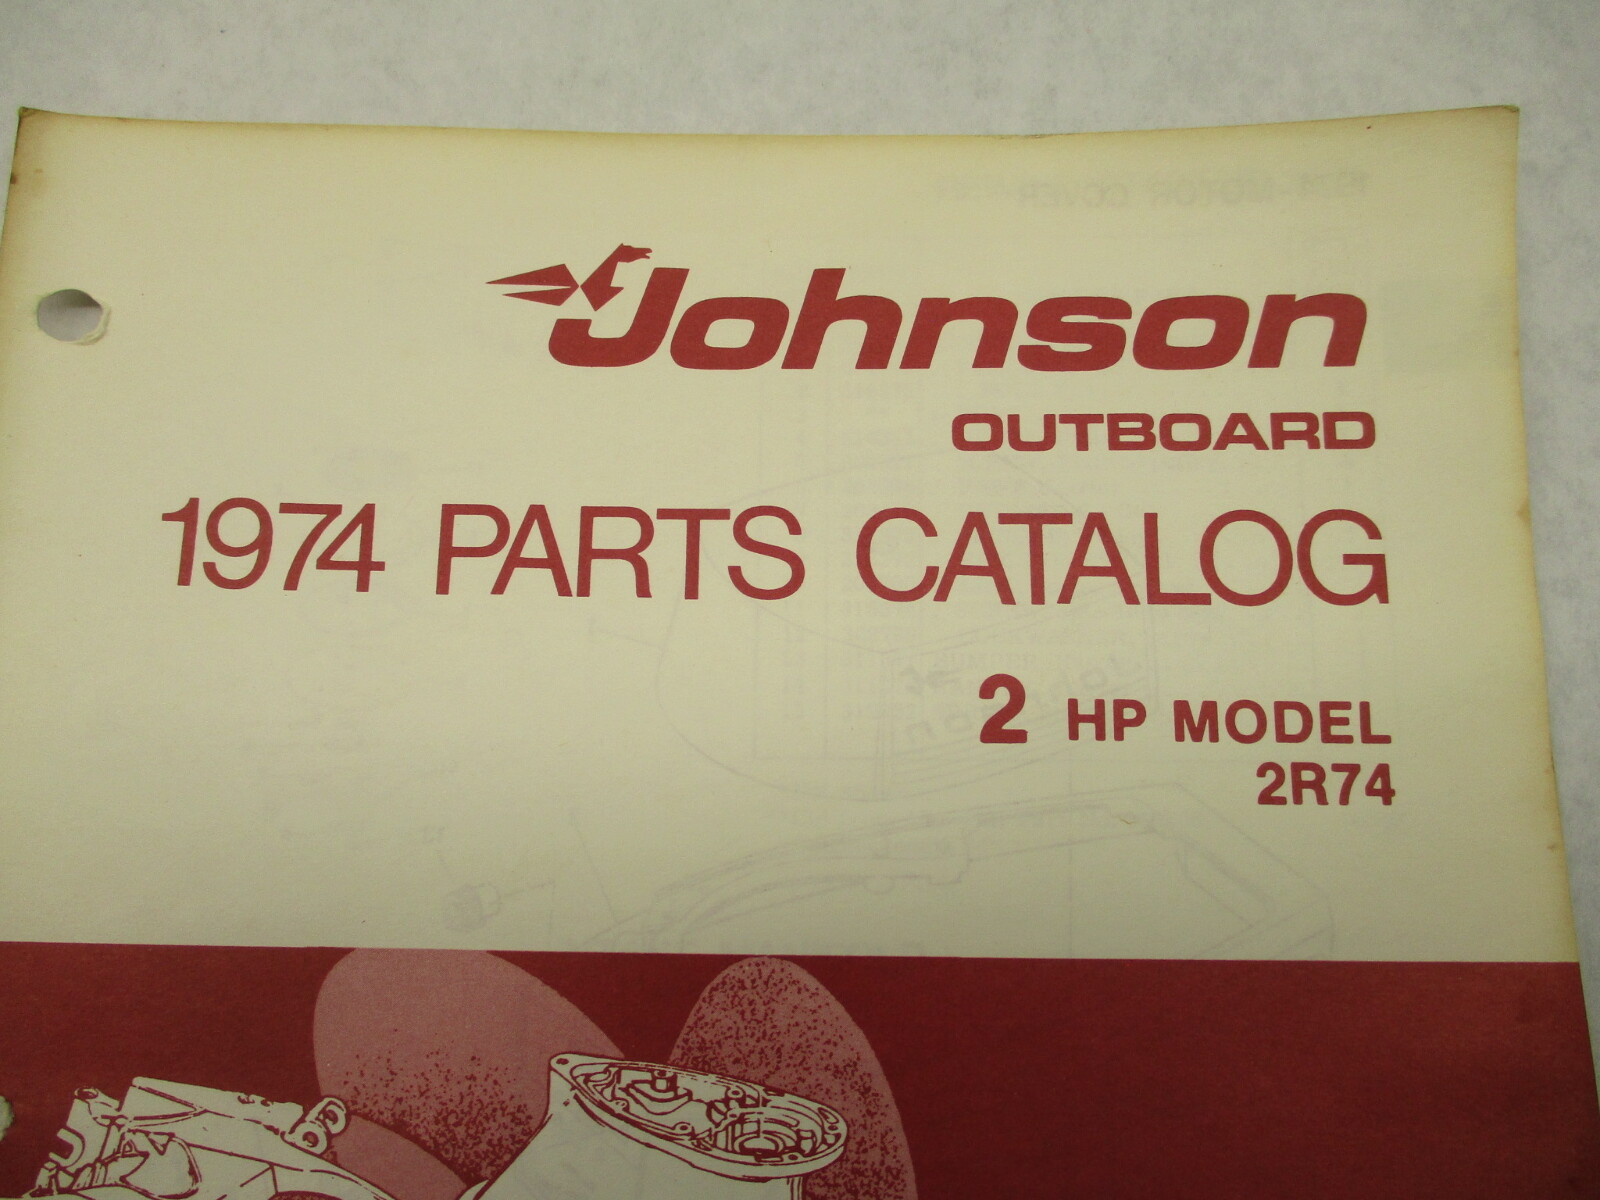 Johnson
OUTBOARD
1974 PARTS CATALOG
2 HP MODEL
2R74